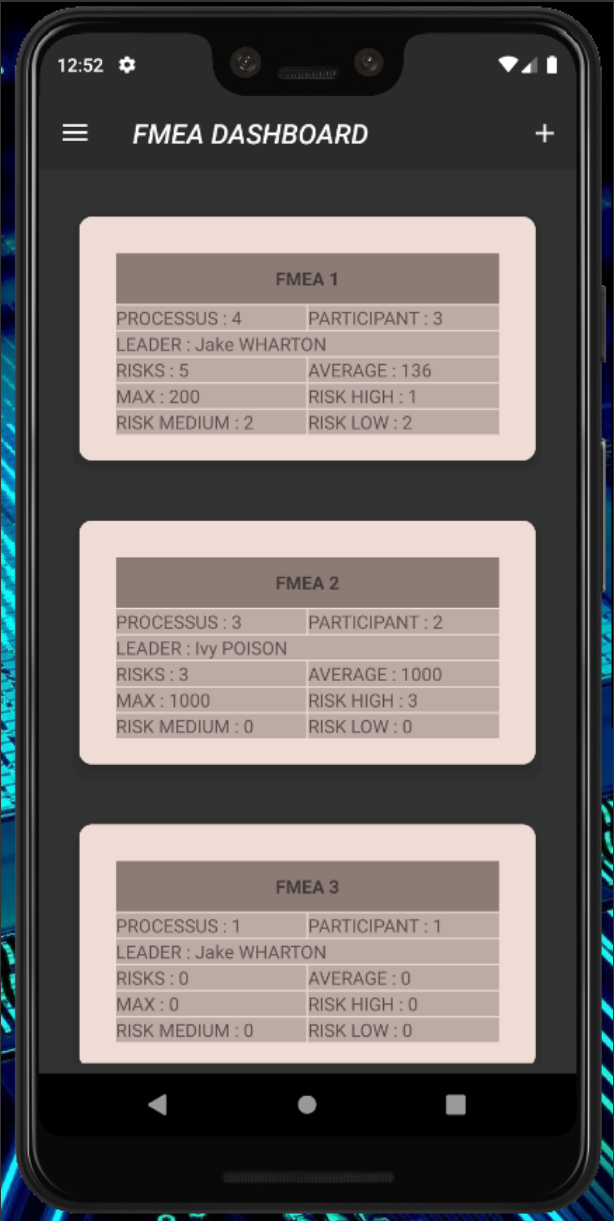 12:52
FMEA DASHBOARD
FMEA 1
PROCESSUS : 4 PARTICIPANT : 3
LEADER : Jake WHARTON
RISKS : 5 AVERAGE : 136
MAX : 200 RISK HIGH : 1
RISK MEDIUM : 2 RISK LOW : 2
FMEA 2
PROCESSUS : 3 PARTICIPANT : 2
LEADER : Ivy POISON
RISKS : 3 AVERAGE : 1000
MAX : 1000 RISK HIGH : 3
RISK MEDIUM : 0 RISK LOW : 0
FMEA 3
PROCESSUS : 1 PARTICIPANT : 1
LEADER : Jake WHARTON
RISKS : 0 AVERAGE : 0
MAX : 0 RISK HIGH : 0
RISK MEDIUM : 0 RISK LOW : 0